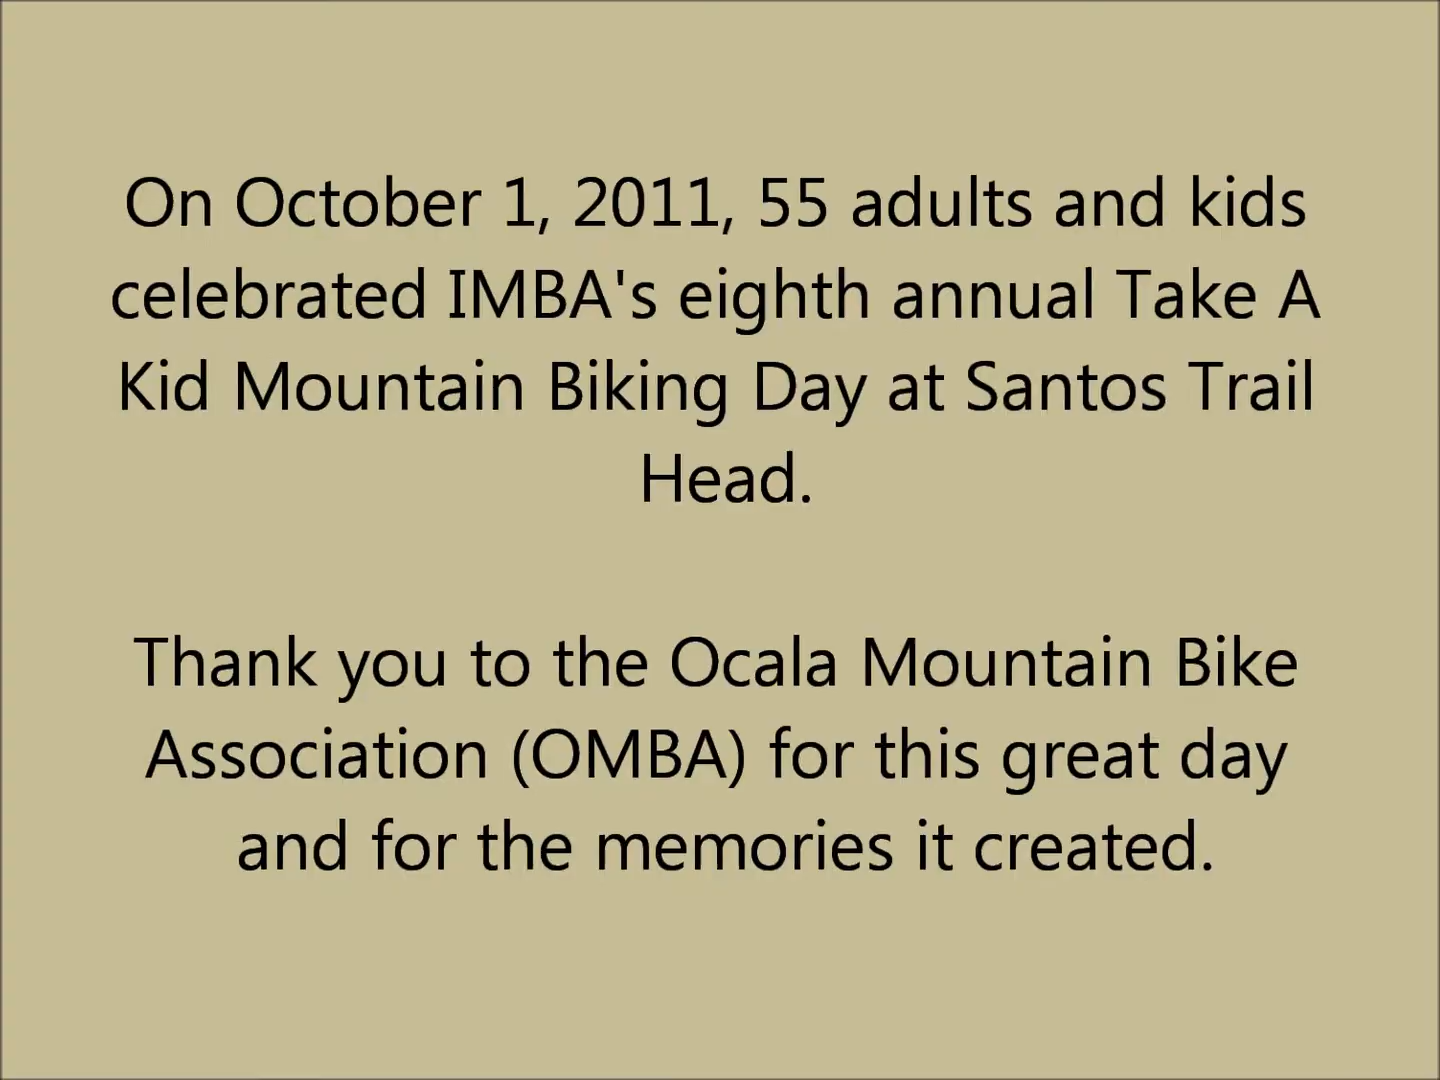 On October 1, 2011, 55 adults and kids
celebrated IMBA's eighth annual Take A
Kid Mountain Biking Day at Santos Trail
Head.
Thank you to the Ocala Mountain Bike
Association (OMBA) for this great day
and for the memories it created.